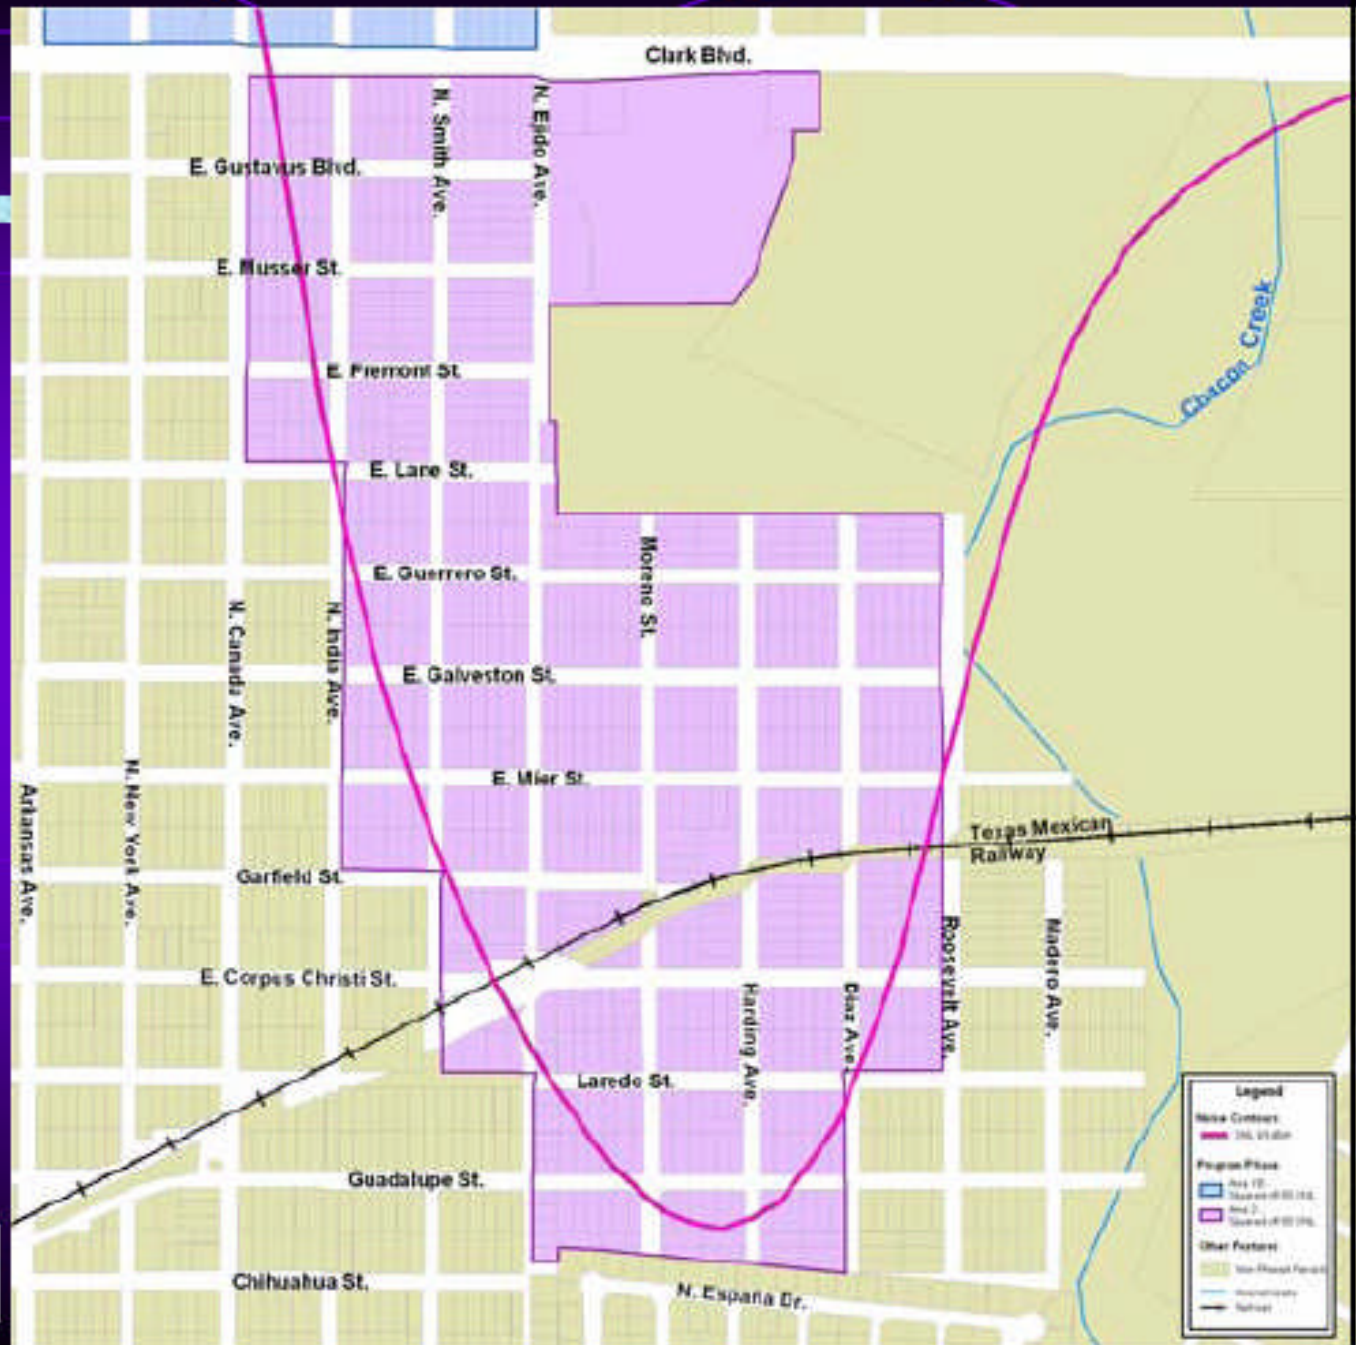 Clark Blvd.
N. Smith Ave.
N. Ejido Ave.
E. Gustavus Blvd.
E. Musser St.
Chacon Creek
E. Fremont St.
E. Lane St.
Moreno St.
E. Guerrero St.
N. Canada Ave.
N. India Ave.
E. Galveston St.
N. New York Ave.
E. Mier St.
Arkansas Ave.
Texas Mexican
Railway
Garfield St.
Roosevelt Ave.
Madero Ave.
E. Corpus Christi St.
Harding Ave.
Diaz Ave.
Laredo St.
Guadalupe St.
Chihuahua St.
N. España Dr.
Legend
Noise Contours
Program Phase
Other Features
Railroad